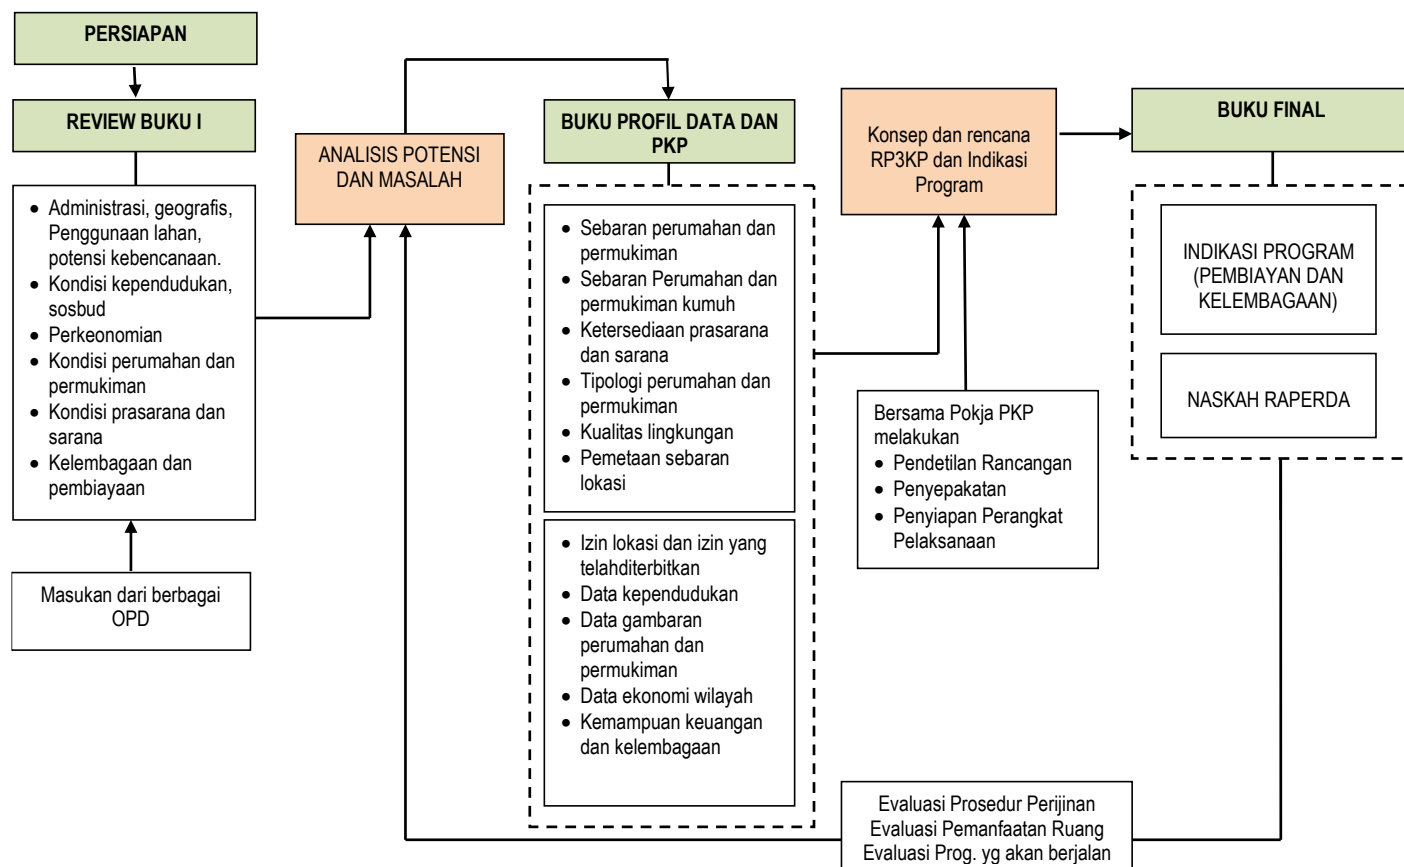 PERSIAPAN
REVIEW BUKU I
• Administrasi, geografis,
Penggunaan lahan,
potensi kebencanaan.
• Kondisi kependudukan,
sosbud
• Perkeonomian
• Kondisi perumahan dan
permukiman
• Kondisi prasarana dan
sarana
• Kelembagaan dan
pembiayaan
Masukan dari berbagai
OPD
ANALISIS POTENSI
DAN MASALAH
BUKU PROFIL DATA DAN
PKP
• Sebaran perumahan dan
permukiman
• Sebaran Perumahan dan
permukiman kumuh
• Ketersediaan prasarana
dan sarana
• Tipologi perumahan dan
permukiman
• Kualitas lingkungan
• Pemetaan sebaran
lokasi
• Izin lokasi dan izin yang
telahditerbitkan
• Data kependudukan
• Data gambaran
perumahan dan
permukiman
• Data ekonomi wilayah
• Kemampuan keuangan
dan kelembagaan
Konsep dan rencana
RP3KP dan Indikasi
Program
Bersama Pokja PKP
melakukan
• Pendetilan Rancangan
• Penyepakatan
• Penyiapan Perangkat
Pelaksanaan
BUKU FINAL
INDIKASI PROGRAM
(PEMBIAYAN DAN
KELEMBAGAAN)
NASKAH RAPERDA
Evaluasi Prosedur Perijinan
Evaluasi Pemanfaatan Ruang
Evaluasi Prog. yg akan berjalan